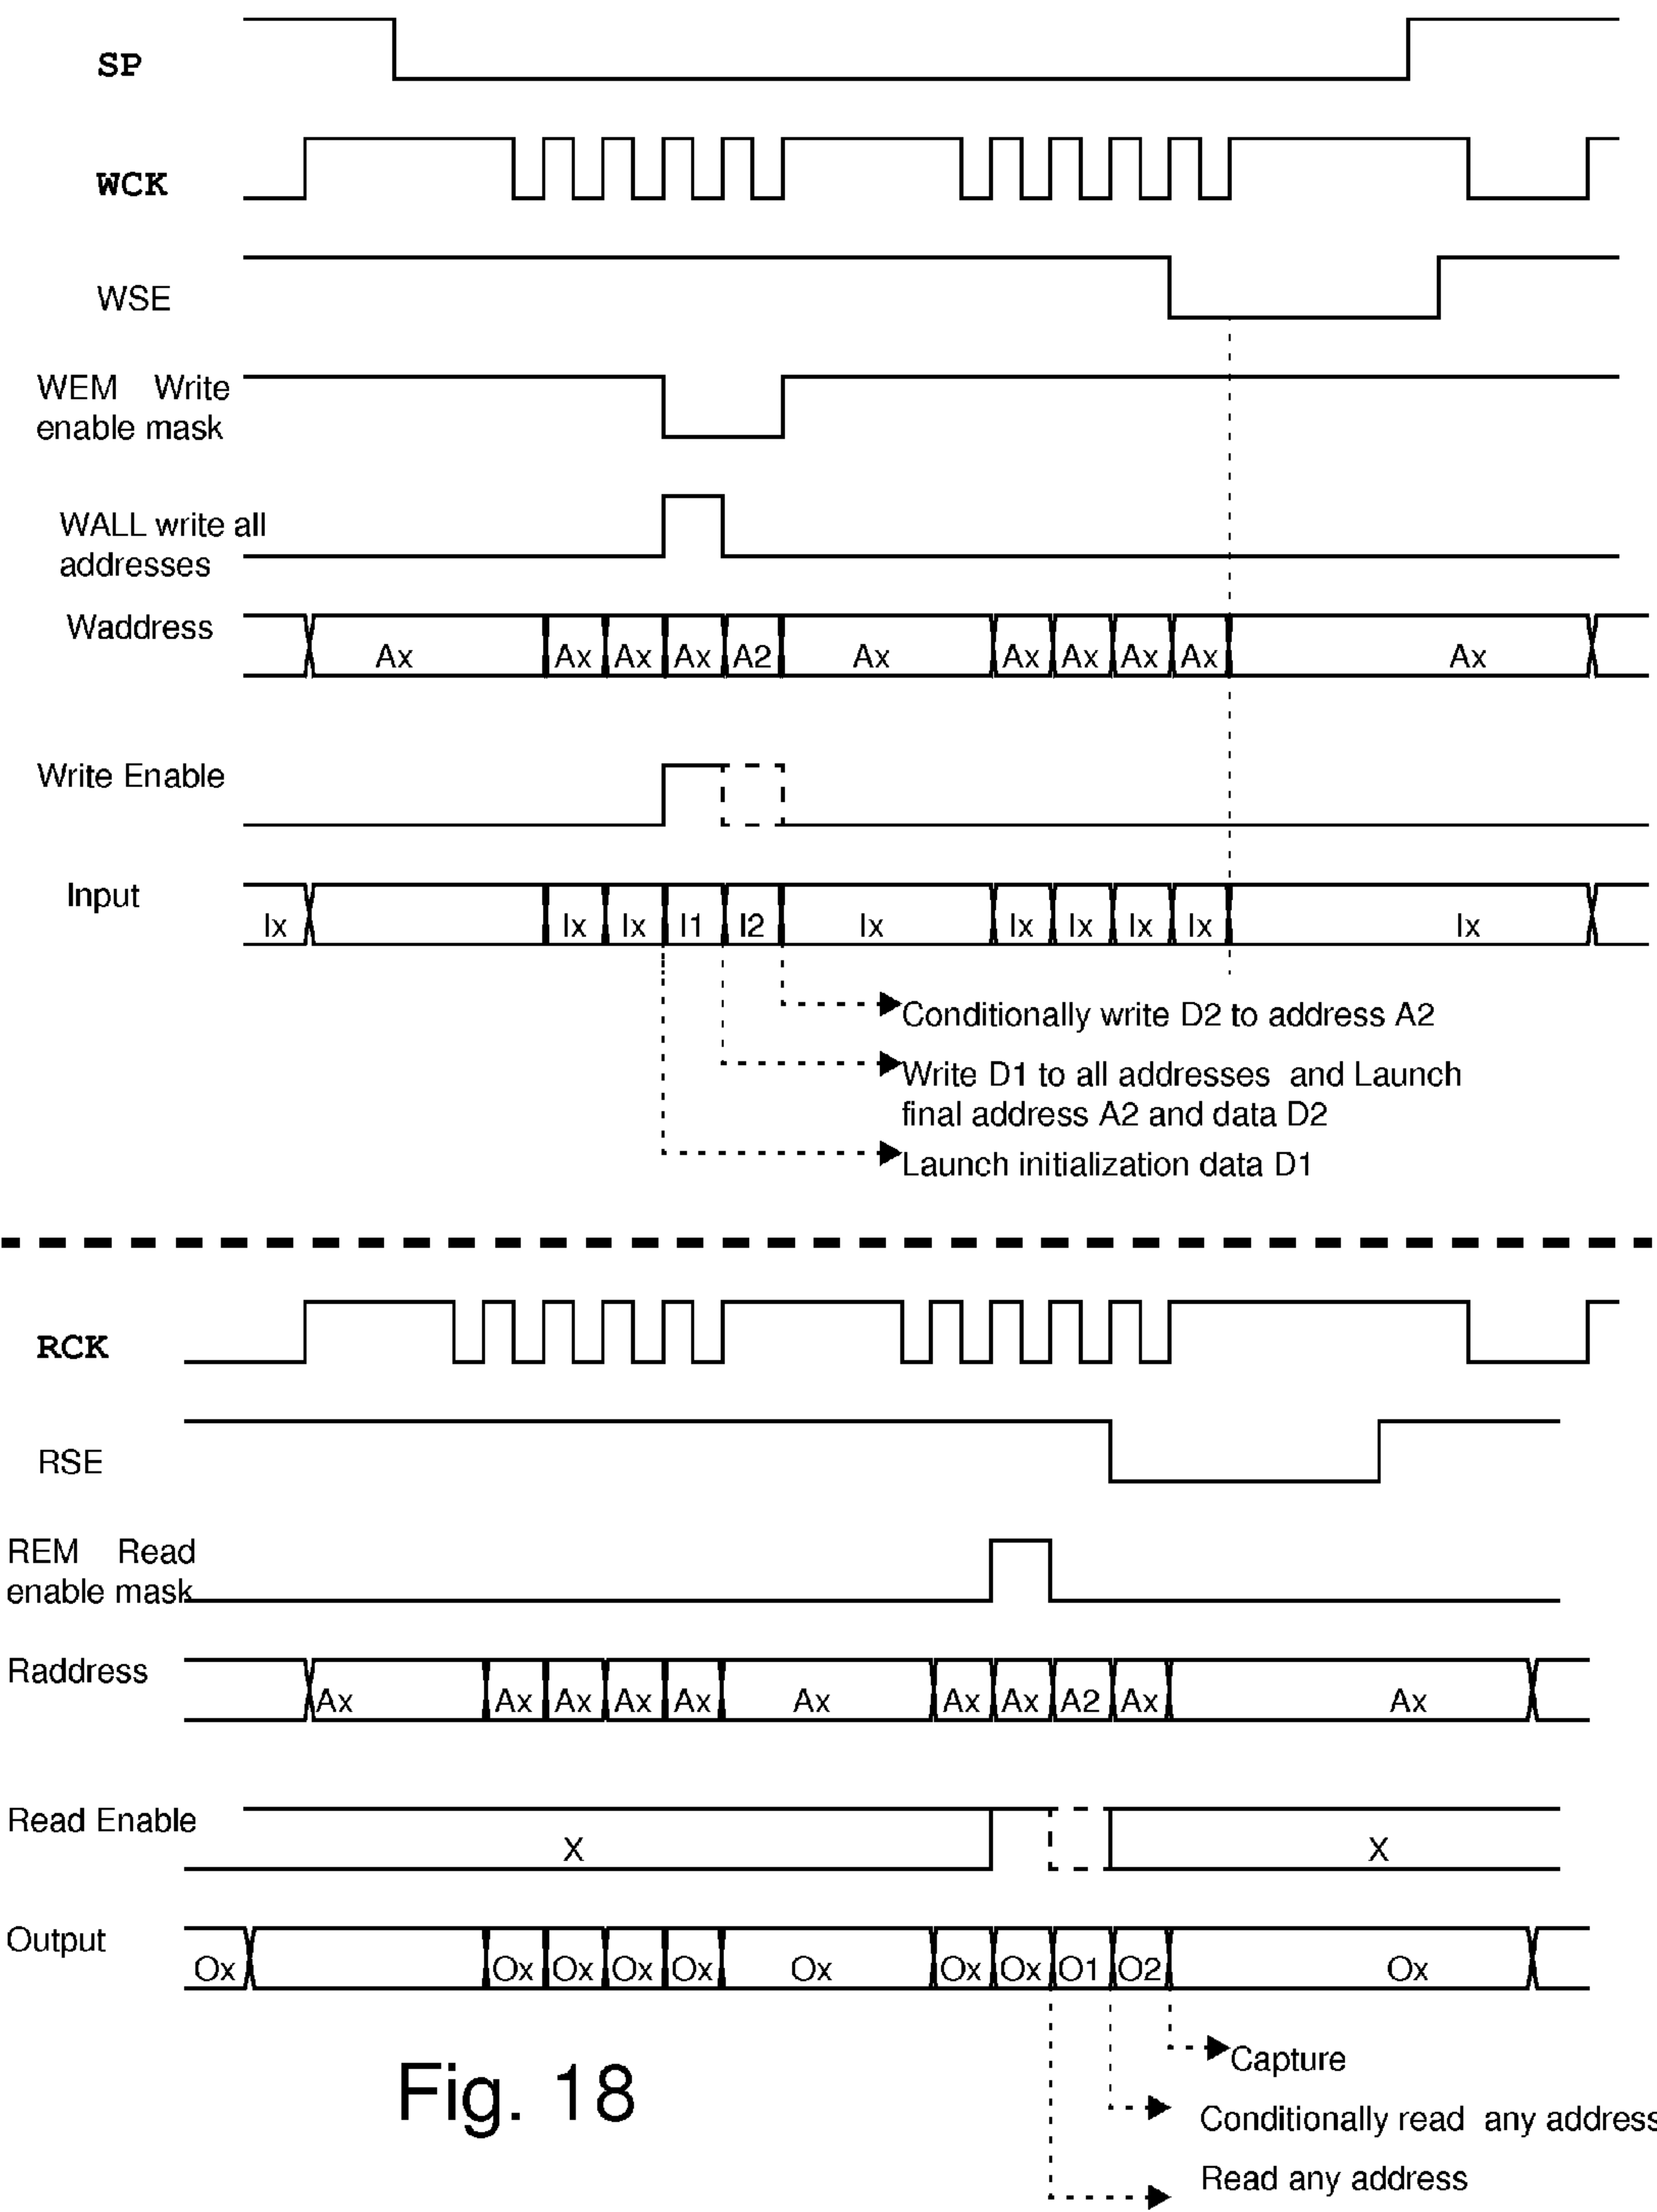 SP
WCK
WSE
WEM Write
enable mask
WALL write all
addresses
Waddress
Ax Ax Ax Ax A2 Ax Ax Ax Ax Ax Ax
Write Enable
Input
Ix Ix Ix I1 I2 Ix Ix Ix Ix Ix Ix
Conditionally write D2 to address A2
Write D1 to all addresses and Launch
final address A2 and data D2
Launch initialization data D1
RCK
RSE
REM Read
enable mask
Raddress
Ax Ax Ax Ax Ax Ax Ax Ax A2 Ax Ax
Read Enable
X X
Output
Ox Ox Ox Ox Ox Ox Ox Ox O1 O2 Ox
Capture
Conditionally read any address
Read any address
Fig. 18